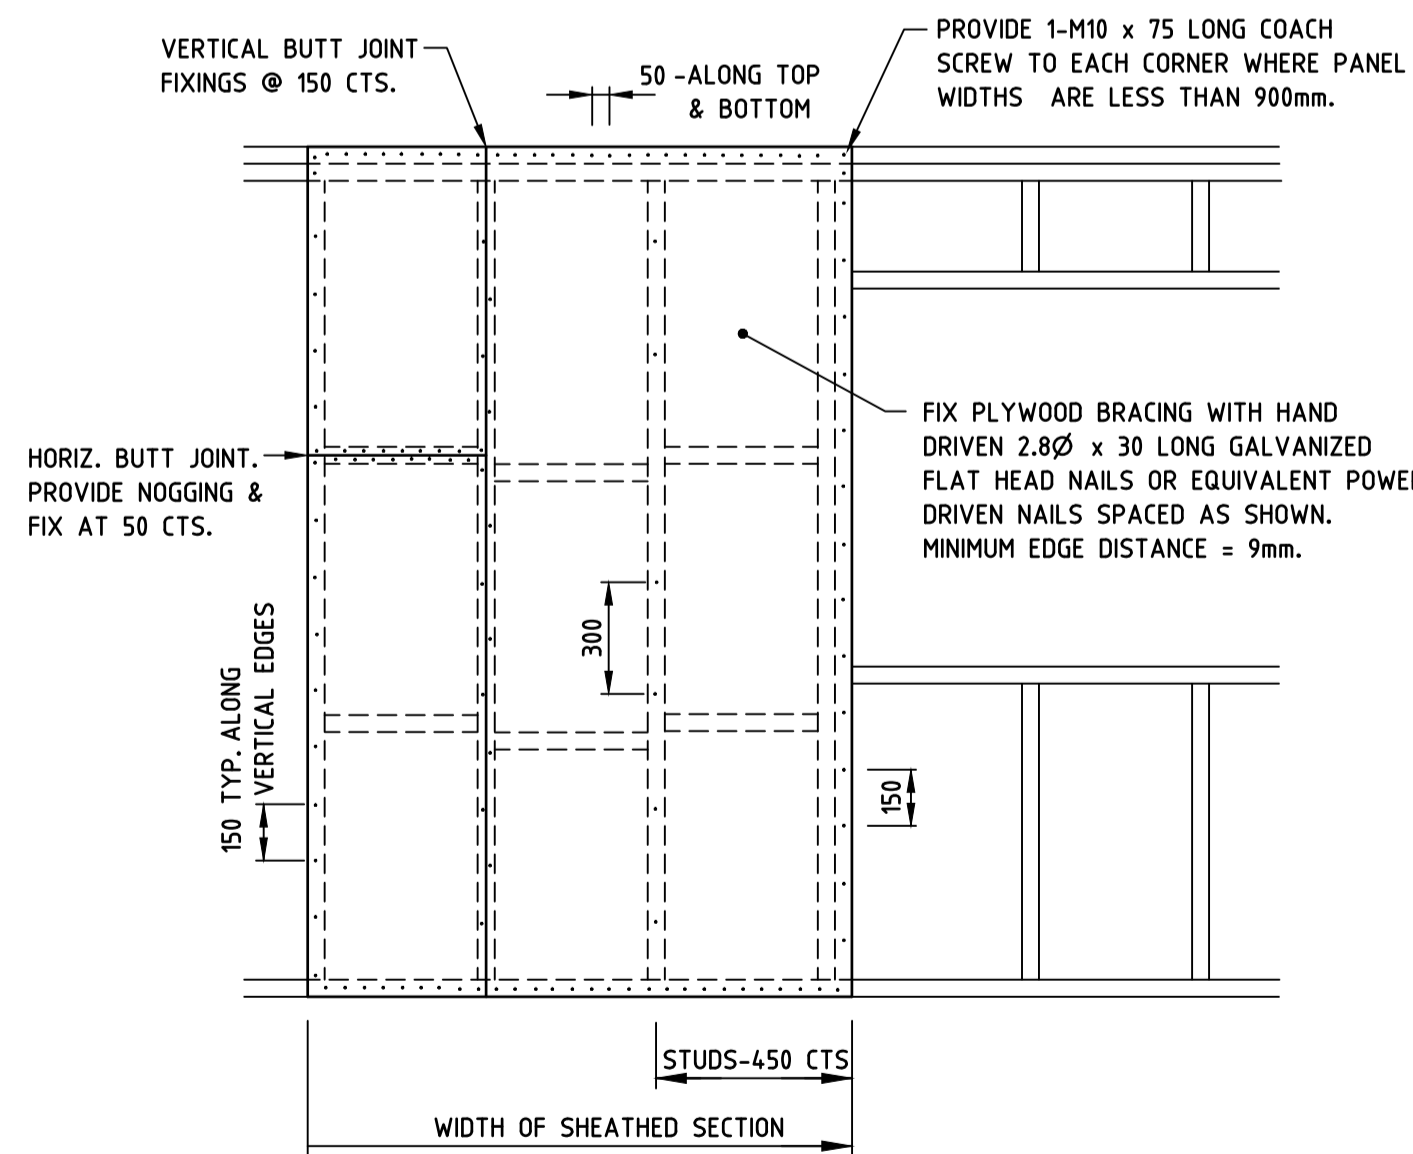 VERTICAL BUTT JOINT
FIXINGS @ 150 CTS.
50 -ALONG TOP
& BOTTOM
PROVIDE 1-M10 x 75 LONG COACH
SCREW TO EACH CORNER WHERE PANEL
WIDTHS ARE LESS THAN 900mm.
HORIZ. BUTT JOINT.
PROVIDE NOGGING &
FIX AT 50 CTS.
FIX PLYWOOD BRACING WITH HAND
DRIVEN 2.8Ø x 30 LONG GALVANIZED
FLAT HEAD NAILS OR EQUIVALENT POWE
DRIVEN NAILS SPACED AS SHOWN.
MINIMUM EDGE DISTANCE = 9mm.
300
150 TYP. ALONG
VERTICAL EDGES
150
STUDS-450 CTS
WIDTH OF SHEATHED SECTION